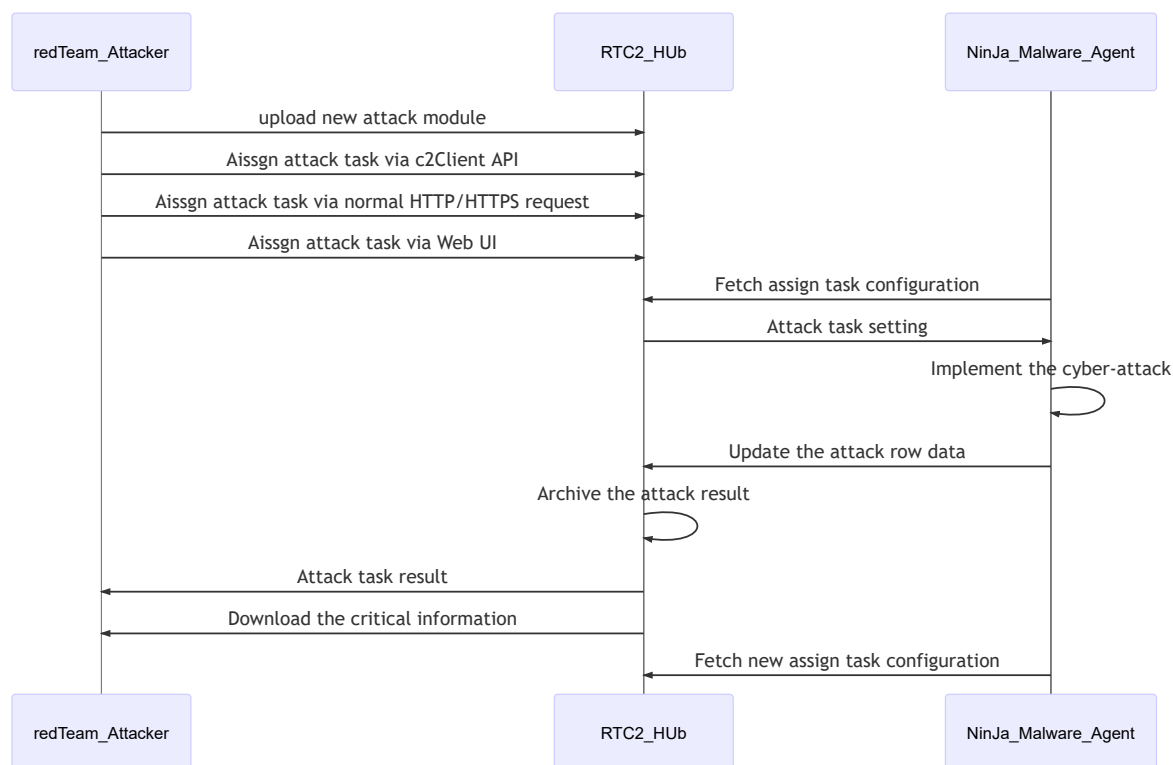 redTeam_Attacker
RTC2_HUb
NinJa_Malware_Agent
upload new attack module
Aissgn attack task via c2Client API
Aissgn attack task via normal HTTP/HTTPS request
Aissgn attack task via Web UI
Fetch assign task configuration
Attack task setting
Implement the cyber-attack
Update the attack row data
Archive the attack result
Attack task result
Download the critical information
Fetch new assign task configuration
redTeam_Attacker
RTC2_HUb
NinJa_Malware_Agent